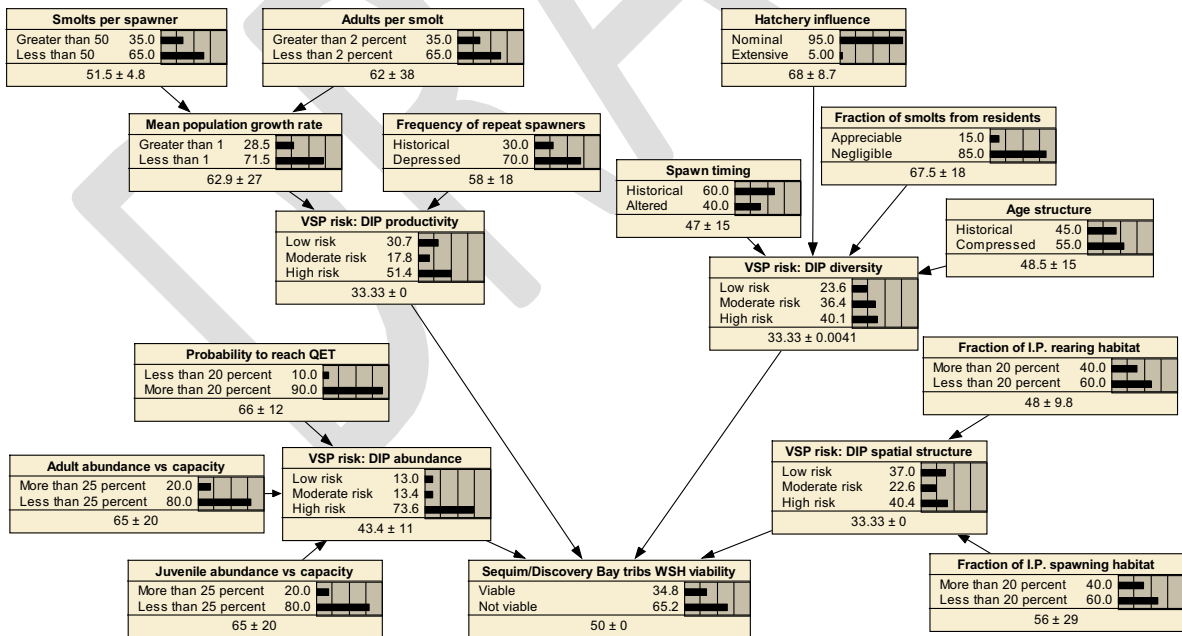 Smolts per spawner
Greater than 50 35.0
Less than 50 65.0
51.5 ± 4.8
Adults per smolt
Greater than 2 percent 35.0
Less than 2 percent 65.0
62 ± 38
Hatchery influence
Nominal 95.0
Extensive 5.00
68 ± 8.7
Mean population growth rate
Greater than 1 28.5
Less than 1 71.5
62.9 ± 27
Frequency of repeat spawners
Historical 30.0
Depressed 70.0
58 ± 18
Fraction of smolts from residents
Appreciable 15.0
Negligible 85.0
67.5 ± 18
Spawn timing
Historical 60.0
Altered 40.0
47 ± 15
Age structure
Historical 45.0
Compressed 55.0
48.5 ± 15
VSP risk: DIP productivity
Low risk 30.7
Moderate risk 17.8
High risk 51.4
33.33 ± 0
VSP risk: DIP diversity
Low risk 23.6
Moderate risk 36.4
High risk 40.1
33.33 ± 0.0041
Probability to reach QET
Less than 20 percent 10.0
More than 20 percent 90.0
66 ± 12
Fraction of I.P. rearing habitat
More than 20 percent 40.0
Less than 20 percent 60.0
48 ± 9.8
Adult abundance vs capacity
More than 25 percent 20.0
Less than 25 percent 80.0
65 ± 20
VSP risk: DIP abundance
Low risk 13.0
Moderate risk 13.4
High risk 73.6
43.4 ± 11
VSP risk: DIP spatial structure
Low risk 37.0
Moderate risk 22.6
High risk 40.4
33.33 ± 0
Juvenile abundance vs capacity
More than 25 percent 20.0
Less than 25 percent 80.0
65 ± 20
Sequim/Discovery Bay tribs WSH viability
Viable 34.8
Not viable 65.2
50 ± 0
Fraction of I.P. spawning habitat
More than 20 percent 40.0
Less than 20 percent 60.0
56 ± 29